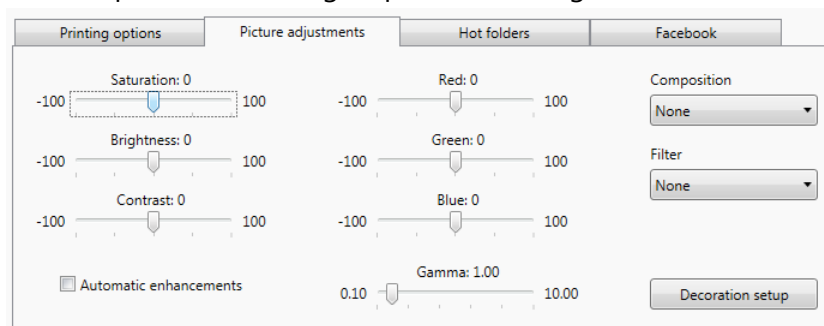 Printing options Picture adjustments Hot folders Facebook
Saturation: 0 Red: 0 Composition
-100 100 -100 100 None
Brightness: 0 Green: 0 Filter
-100 100 -100 100 None
Contrast: 0 Blue: 0
-100 100 -100 100
Automatic enhancements Gamma: 1.00
0.10 10.00 Decoration setup